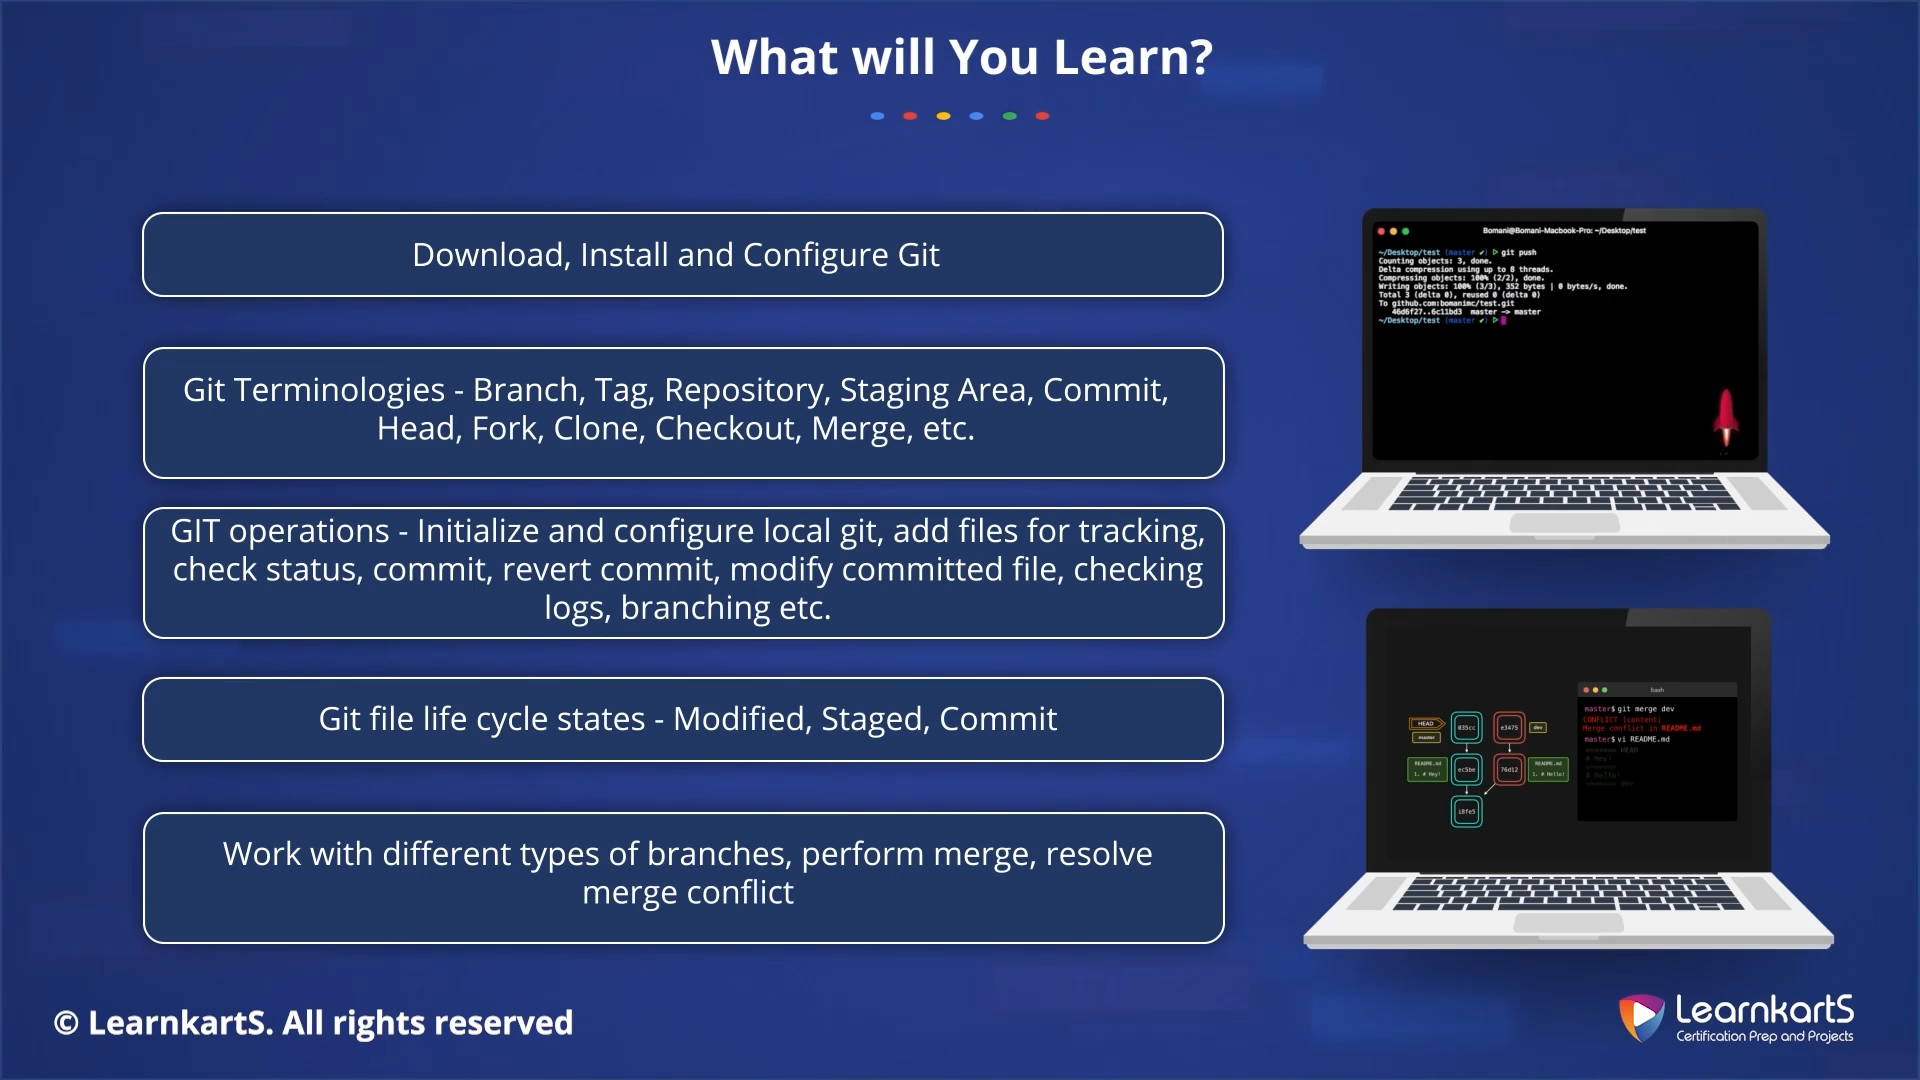 What will You Learn?
Download, Install and Configure Git
Git Terminologies - Branch, Tag, Repository, Staging Area, Commit,
Head, Fork, Clone, Checkout, Merge, etc.
GIT operations - Initialize and configure local git, add files for tracking,
check status, commit, revert commit, modify committed file, checking
logs, branching etc.
Git file life cycle states - Modified, Staged, Commit
Work with different types of branches, perform merge, resolve
merge conflict
Bomani@Bomani-Macbook-Pro: ~/Desktop/test
~/Desktop/test (master ✔) ▷ git push
Counting objects: 3, done.
Delta compression using up to 8 threads.
Compressing objects: 100% (2/2), done.
Writing objects: 100% (3/3), 352 bytes | 0 bytes/s, done.
Total 3 (delta 0), reused 0 (delta 0)
To github.com:bomanimc/test.git
46d6f27..6c11bd3 master -> master
~/Desktop/test (master ✔) ▷
bash
master$ git merge dev
CONFLICT (content)
Merge conflict in README.md
master$ vi README.md
HEAD
# Hey!
# Hello!
HEAD
master
035cc
e3475
dev
README.md
1. # Hey!
ec5be
76d12
README.md
1. # Hello!
i8fe5
© LearnkartS. All rights reserved
LearnkartS
Certification Prep and Projects